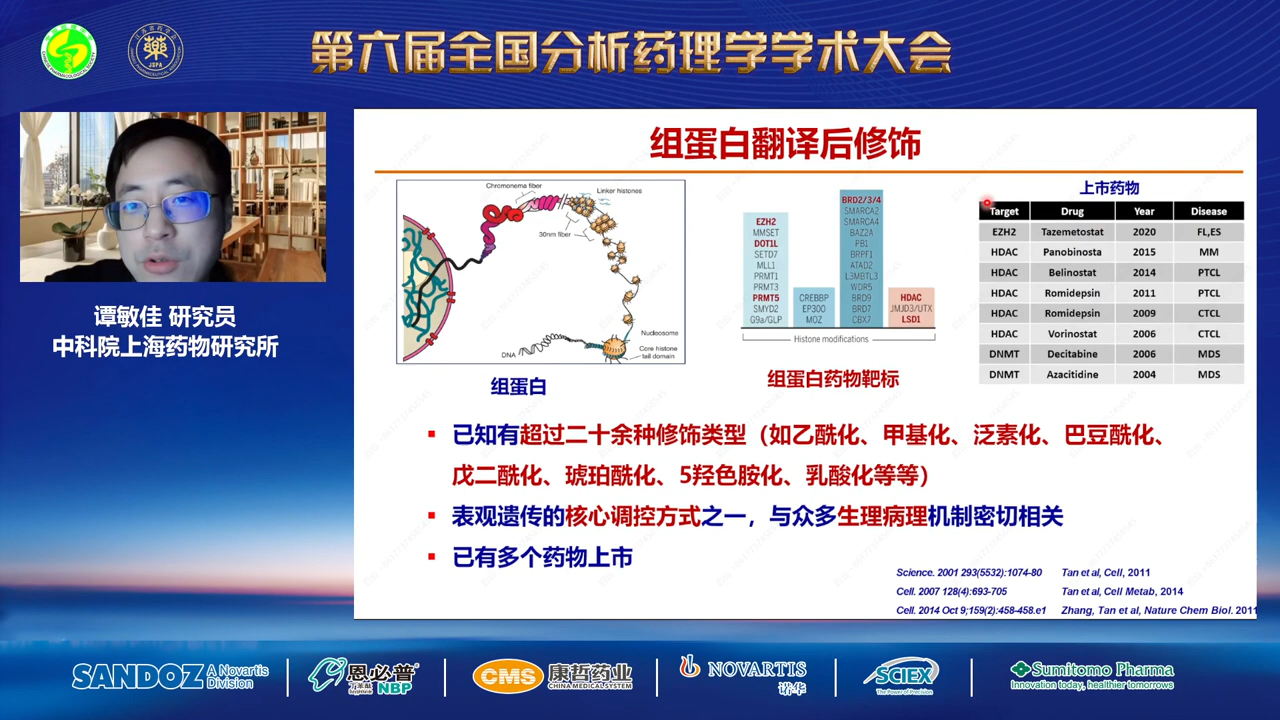 第六届全国分析药理学学术大会
JSPA
谭敏佳 研究员
中科院上海药物研究所
组蛋白翻译后修饰
Chromonema fiber
Linker histones
30nm fiber
Nucleosome
Core histone
tail domain
DNA
组蛋白
EZH2
MMSET
DOT1L
SETD7
MLL1
PRMT1
PRMT3
PRMT5
SMYD2
G9a/GLP
CREBBP
EP300
MOZ
BRD2/3/4
SMARCA2
SMARCA4
BAZ2A
PB1
BRPF1
ATAD2
L3MBTL3
WDR5
BRD9
BRD7
CBX7
HDAC
JMJD3/UTX
LSD1
Histone modifications
组蛋白药物靶标
上市药物
Target Drug Year Disease
EZH2 Tazemetostat 2020 FL,ES
HDAC Panobinosta 2015 MM
HDAC Belinostat 2014 PTCL
HDAC Romidepsin 2011 PTCL
HDAC Romidepsin 2009 CTCL
HDAC Vorinostat 2006 CTCL
DNMT Decitabine 2006 MDS
DNMT Azacitidine 2004 MDS
已知有超过二十余种修饰类型（如乙酰化、甲基化、泛素化、巴豆酰化、
戊二酰化、琥珀酰化、5羟色胺化、乳酸化等等）
表观遗传的核心调控方式之一，与众多生理病理机制密切相关
已有多个药物上市
Science. 2001 293(5532):1074-80 Tan et al, Cell, 2011
Cell. 2007 128(4):693-705 Tan et al, Cell Metab, 2014
Cell. 2014 Oct 9;159(2):458-458.e1 Zhang, Tan et al, Nature Chem Biol. 2011
SANDOZ A Novartis
Division
恩必普
NBP
CMS 康哲药业
CHINA MEDICAL SYSTEM
NOVARTIS
诺华
SCIEX
The Power of Precision
Sumitomo Pharma
Innovation today, healthier tomorrows